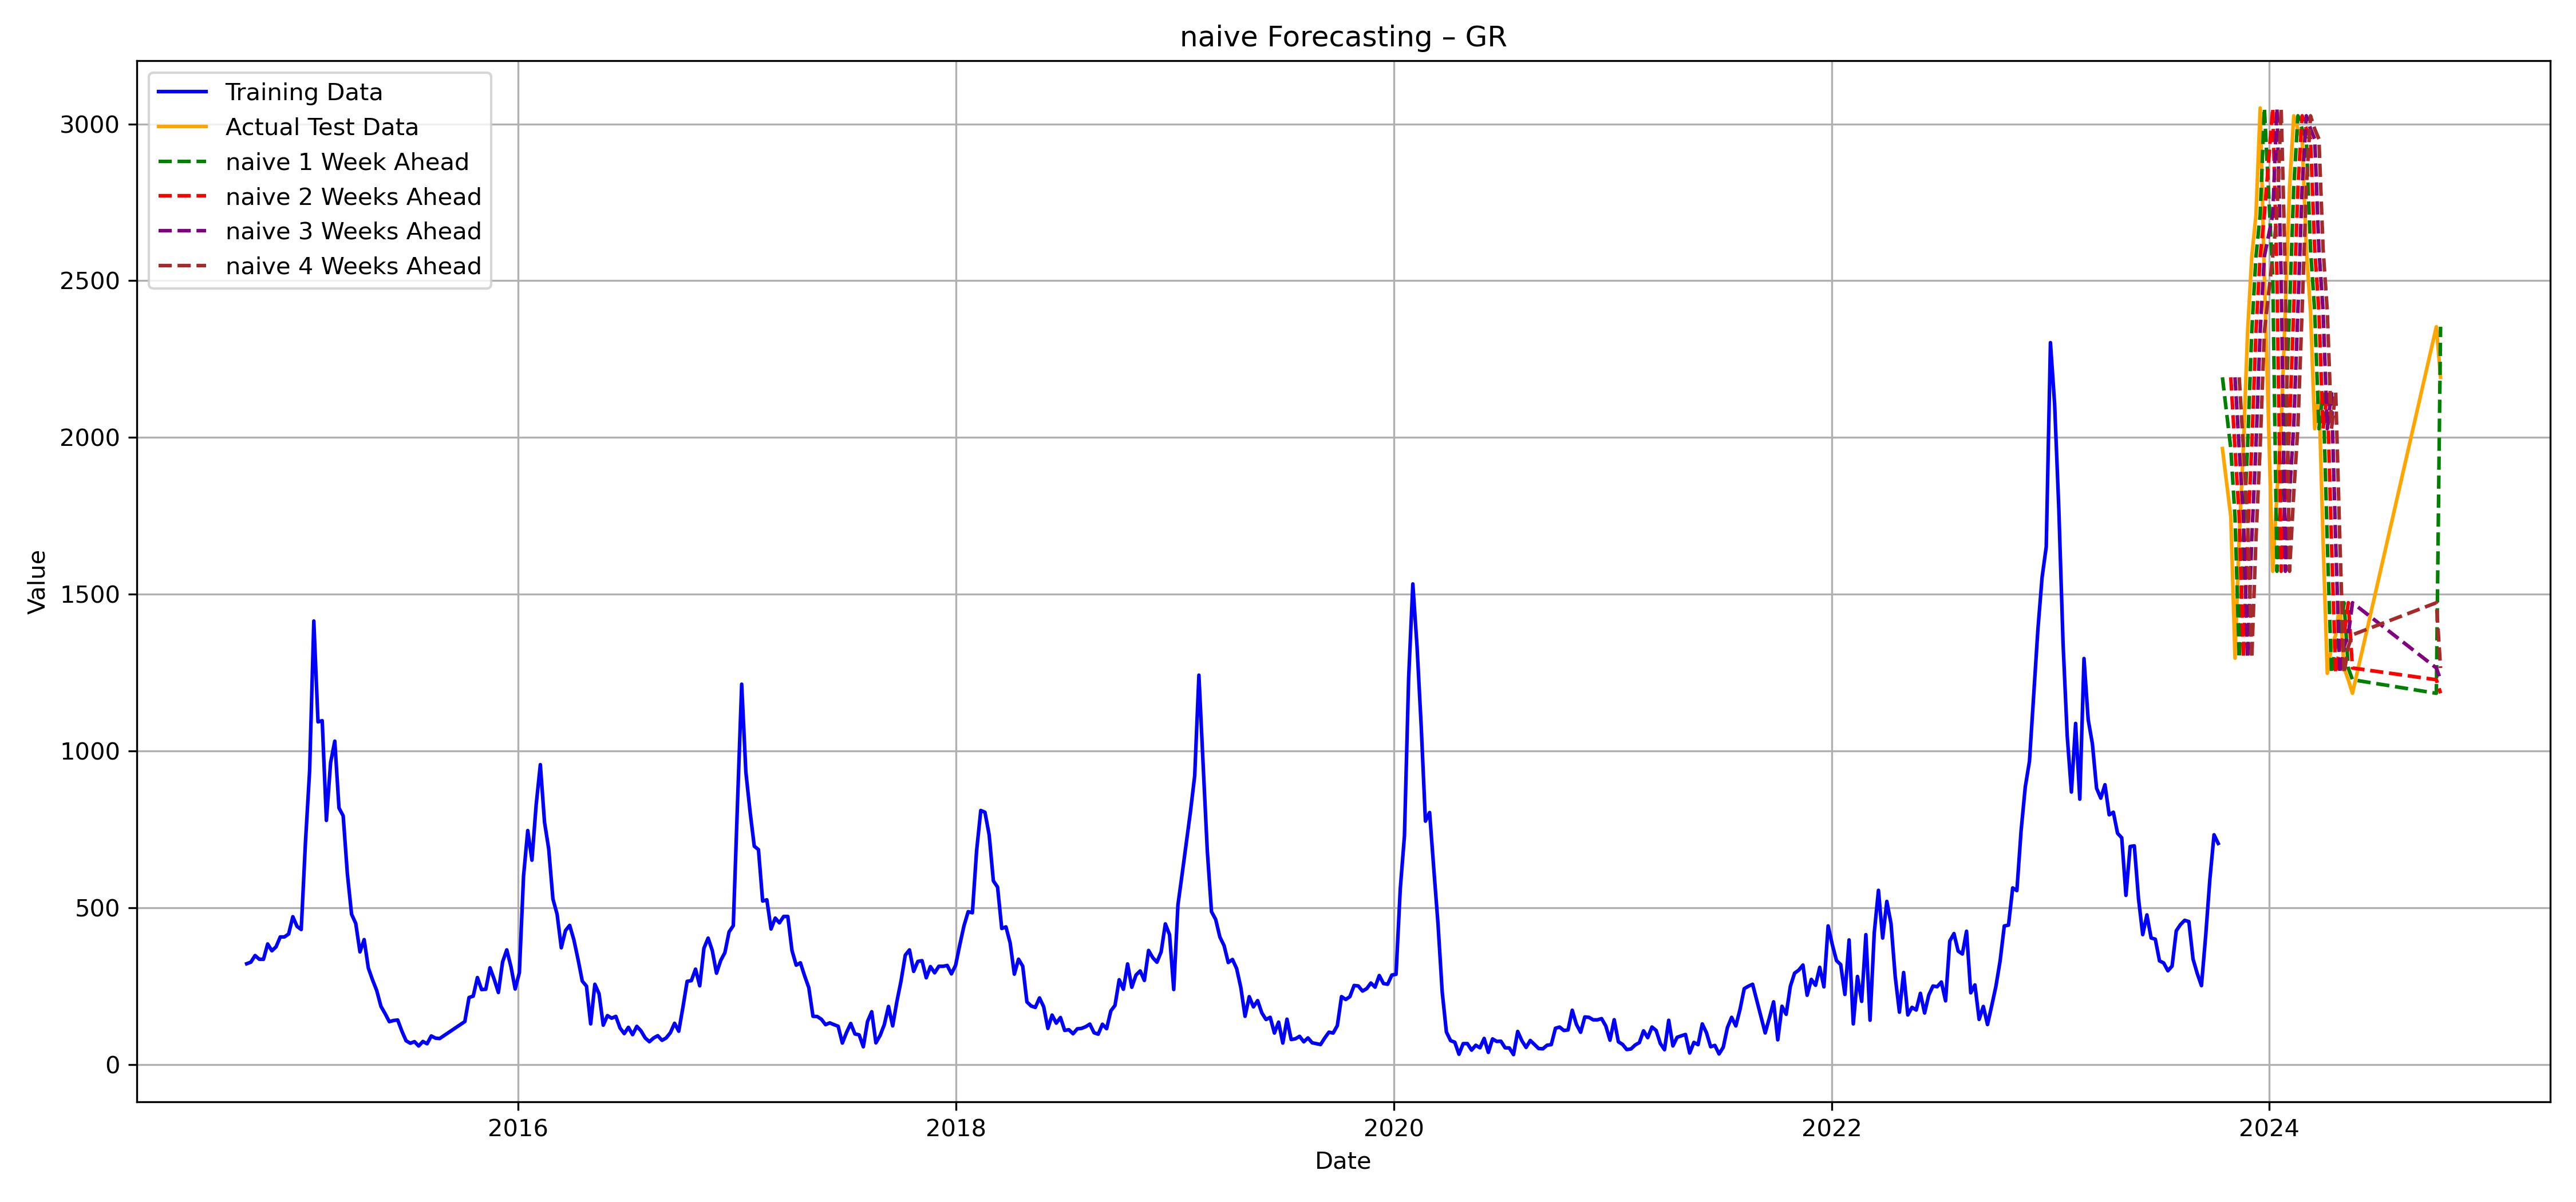 naive Forecasting – GR
Training Data
Actual Test Data
naive 1 Week Ahead
naive 2 Weeks Ahead
naive 3 Weeks Ahead
naive 4 Weeks Ahead
3000
2500
2000
1500
1000
500
0
Value
2016 2018 2020 2022 2024
Date